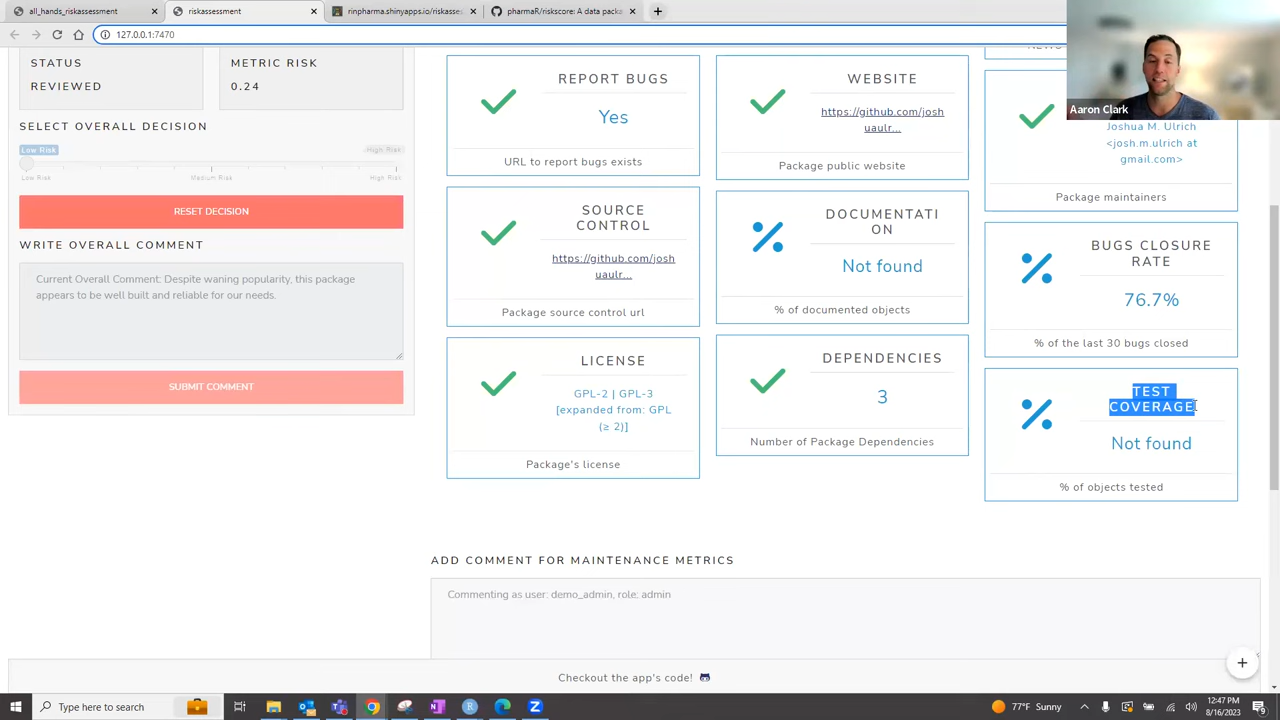 all_hands_riskassessment
riskassessment
rinpharma.shinyapps/riskasses
pharmaR/riskscore: data packa
127.0.0.1:7470
Aaron Clark
STATUS
REVIEWED
METRIC RISK
0.24
SELECT OVERALL DECISION
Low Risk
High Risk
Low Risk
Medium Risk
High Risk
RESET DECISION
WRITE OVERALL COMMENT
Current Overall Comment: Despite waning popularity, this package
appears to be well built and reliable for our needs.
SUBMIT COMMENT
REPORT BUGS
Yes
URL to report bugs exists
SOURCE
CONTROL
https://github.com/josh
uaulr...
Package source control url
LICENSE
GPL-2 | GPL-3
[expanded from: GPL
(≥ 2)]
Package's license
WEBSITE
https://github.com/josh
uaulr...
Package public website
DOCUMENTATI
ON
Not found
% of documented objects
DEPENDENCIES
3
Number of Package Dependencies
Joshua M. Ulrich
<josh.m.ulrich at
gmail.com>
Package maintainers
BUGS CLOSURE
RATE
76.7%
% of the last 30 bugs closed
TEST
COVERAGE
Not found
% of objects tested
ADD COMMENT FOR MAINTENANCE METRICS
Commenting as user: demo_admin, role: admin
Checkout the app's code!
Type here to search
77°F Sunny
12:47 PM
8/16/2023